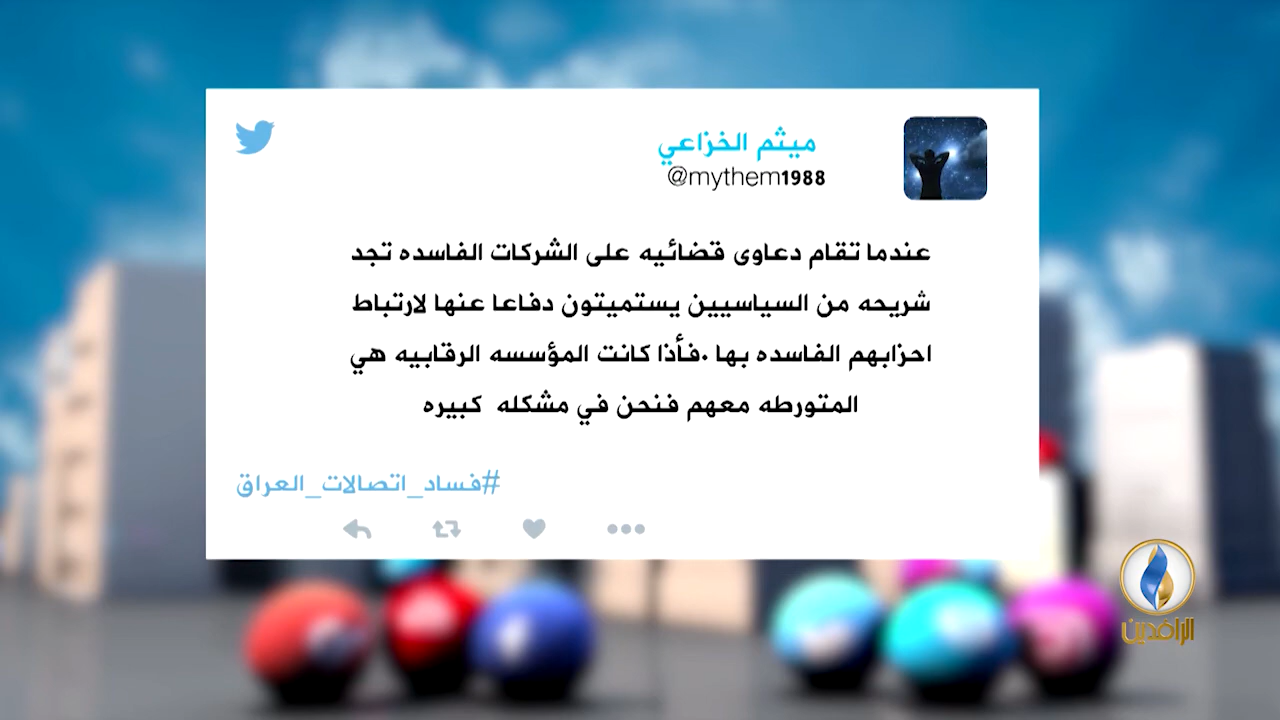 ميثم الخزاعي
@mythem1988
عندما تقام دعاوى قضائيه على الشركات الفاسده تجد
شريحه من السياسيين يستميتون دفاعا عنها لارتباط
احزابهم الفاسده بها .فأذا كانت المؤسسه الرقابيه هي
المتورطه معهم فنحن في مشكله كبيره
#فساد_اتصالات_العراق
الرافدين